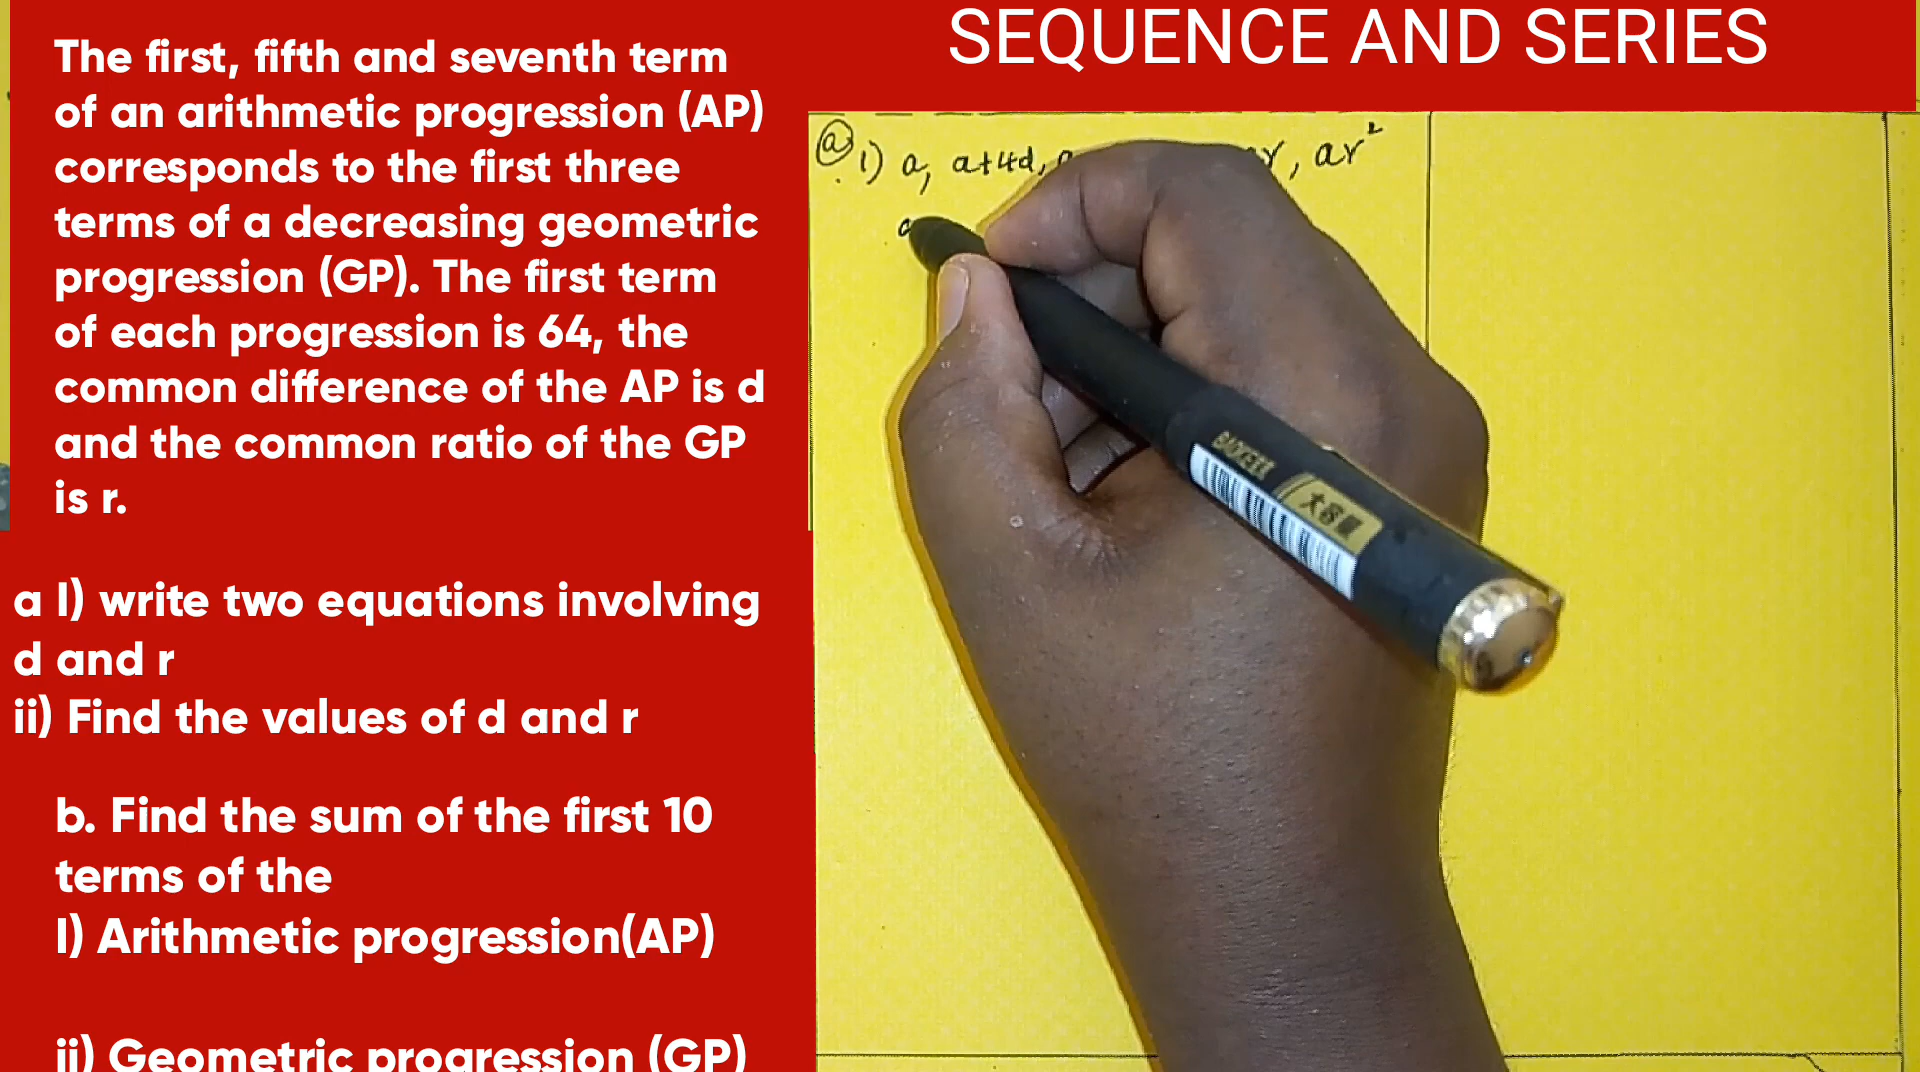 SEQUENCE AND SERIES
The first, fifth and seventh term
of an arithmetic progression (AP)
corresponds to the first three
terms of a decreasing geometric
progression (GP). The first term
of each progression is 64, the
common difference of the AP is d
and the common ratio of the GP
is r.
a I) write two equations involving
d and r
ii) Find the values of d and r
b. Find the sum of the first 10
terms of the
I) Arithmetic progression(AP)
ii) Geometric progression (GP)
(a) i) a, a+4d, ar, ar²
a
大容量